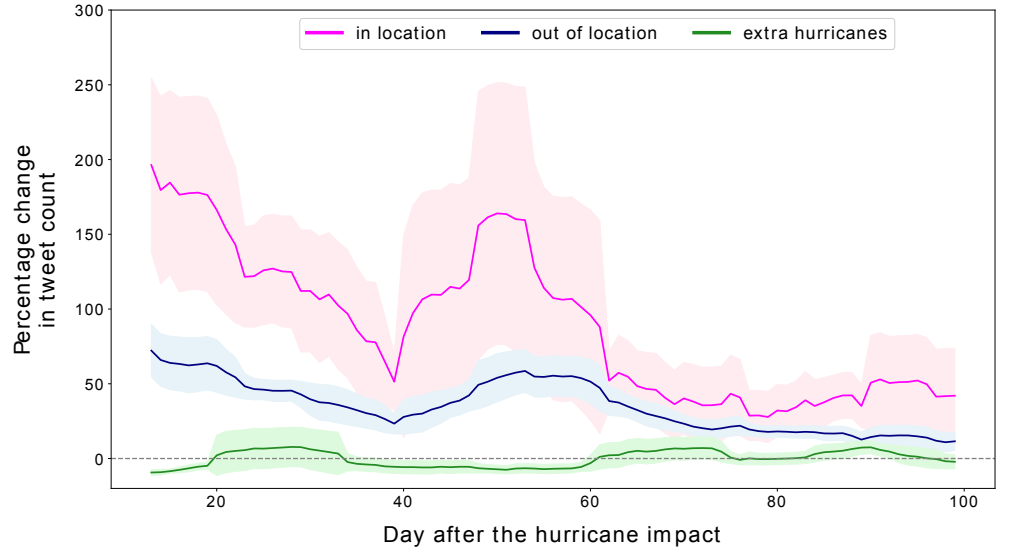 300
250
200
150
100
50
0
20
40
60
80
100
in location
out of location
extra hurricanes
Percentage change
in tweet count
Day after the hurricane impact